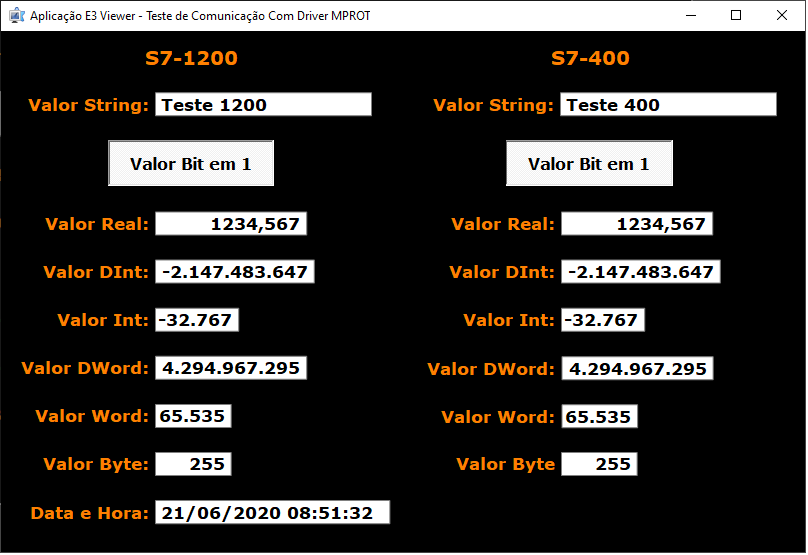 Aplicação E3 Viewer - Teste de Comunicação Com Driver MPROT
S7-1200
Valor String: Teste 1200
Valor Bit em 1
Valor Real: 1234,567
Valor DInt: -2.147.483.647
Valor Int: -32.767
Valor DWord: 4.294.967.295
Valor Word: 65.535
Valor Byte: 255
Data e Hora: 21/06/2020 08:51:32
S7-400
Valor String: Teste 400
Valor Bit em 1
Valor Real: 1234,567
Valor DInt: -2.147.483.647
Valor Int: -32.767
Valor DWord: 4.294.967.295
Valor Word: 65.535
Valor Byte 255